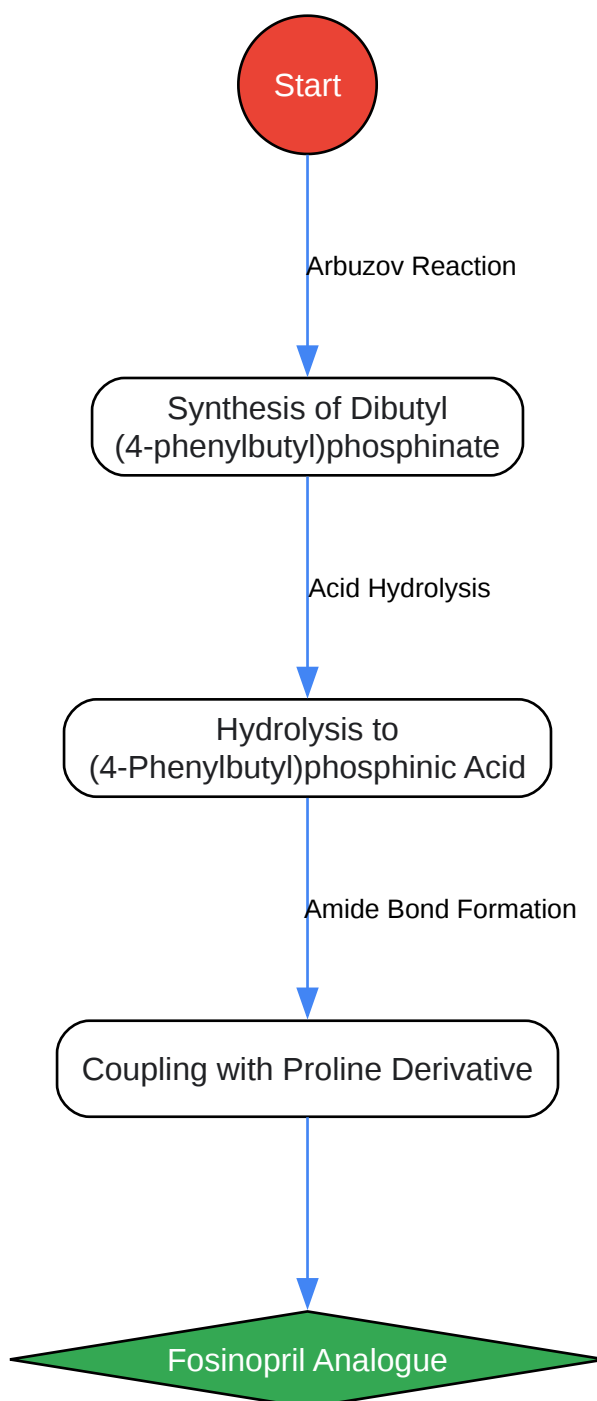 Start
Arbuzov Reaction
Synthesis of Dibutyl
(4-phenylbutyl)phosphinate
Acid Hydrolysis
Hydrolysis to
(4-Phenylbutyl)phosphinic Acid
Amide Bond Formation
Coupling with Proline Derivative
Fosinopril Analogue